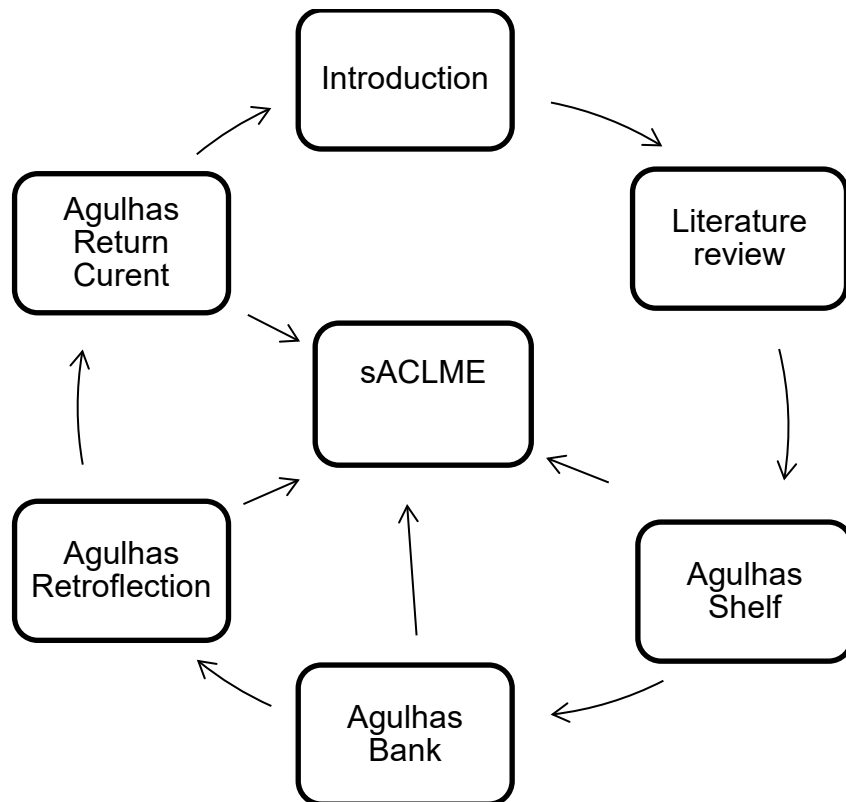 Introduction
Literature
review
Agulhas
Shelf
Agulhas
Bank
Agulhas
Retroflection
Agulhas
Return
Curent
sACLME